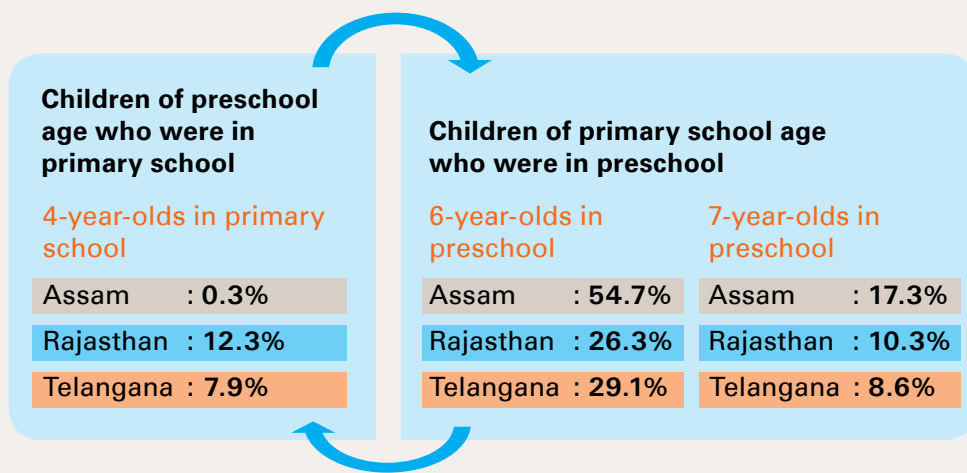 Children of preschool
age who were in
primary school
4-year-olds in primary
school
Assam : 0.3%
Rajasthan : 12.3%
Telangana : 7.9%
Children of primary school age
who were in preschool
6-year-olds in
preschool
Assam : 54.7%
Rajasthan : 26.3%
Telangana : 29.1%
7-year-olds in
preschool
Assam : 17.3%
Rajasthan : 10.3%
Telangana : 8.6%